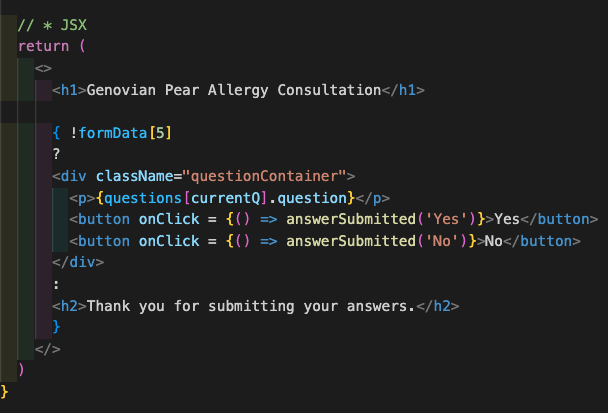 // * JSX
return (
<>
<h1>Genovian Pear Allergy Consultation</h1>
{ !formData[5]
?
<div className="questionContainer">
<p>{questions[currentQ].question}</p>
<button onClick = {() => answerSubmitted('Yes')}>Yes</button>
<button onClick = {() => answerSubmitted('No')}>No</button>
</div>
:
<h2>Thank you for submitting your answers.</h2>
}
</>
)
}